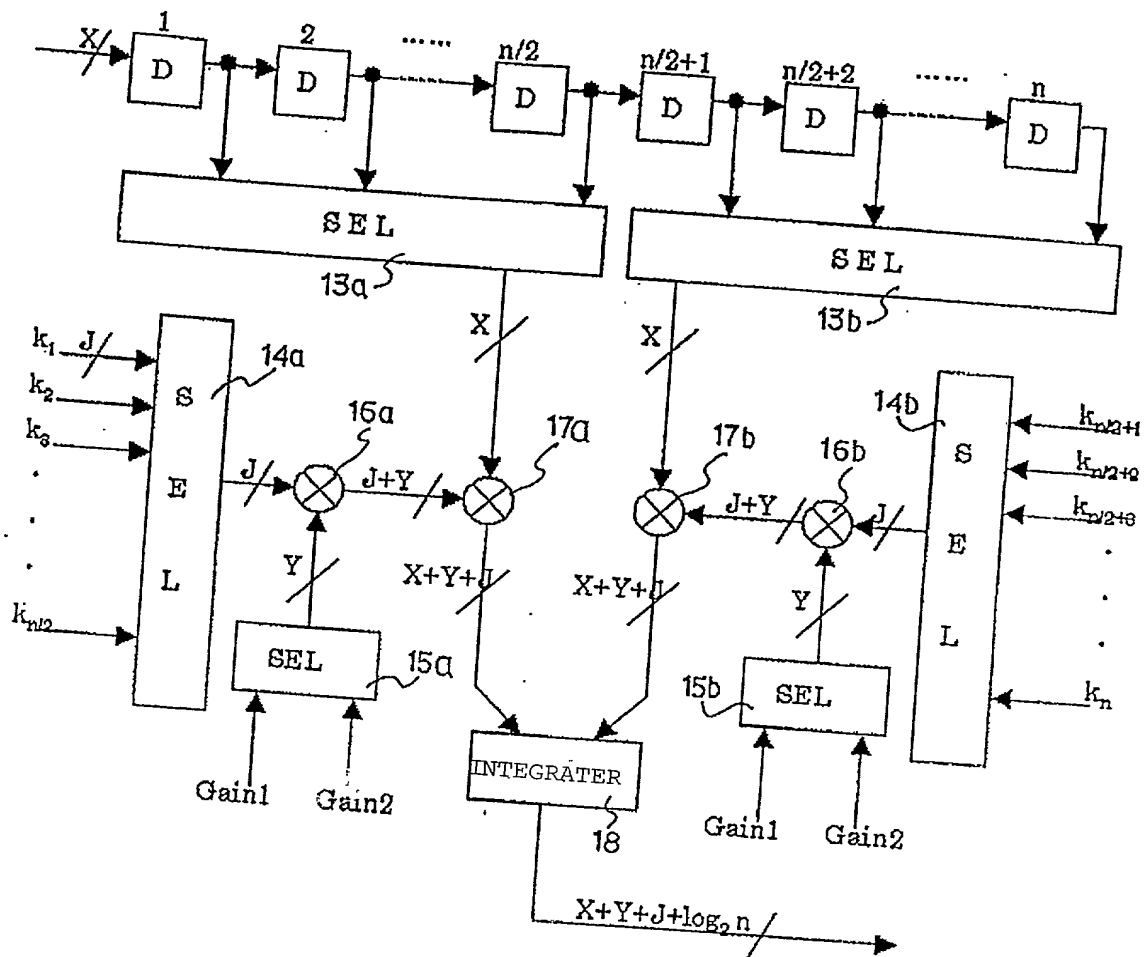 X
1
2
......
n/2
n/2+1
n/2+2
......
n
D
D
D
D
D
D
SEL
SEL
13a
13b
X
X
k1
J
k2
k3
kn/2
S
E
L
14a
16a
17a
17b
16b
14b
S
E
L
kn/2+1
kn/2+2
kn/2+3
kn
J
J+Y
J+Y
J
Y
X+Y+J
X+Y+J
Y
SEL
15a
15b
SEL
Gain1
Gain2
INTEGRATER
18
Gain1
Gain2
X+Y+J+log2 n